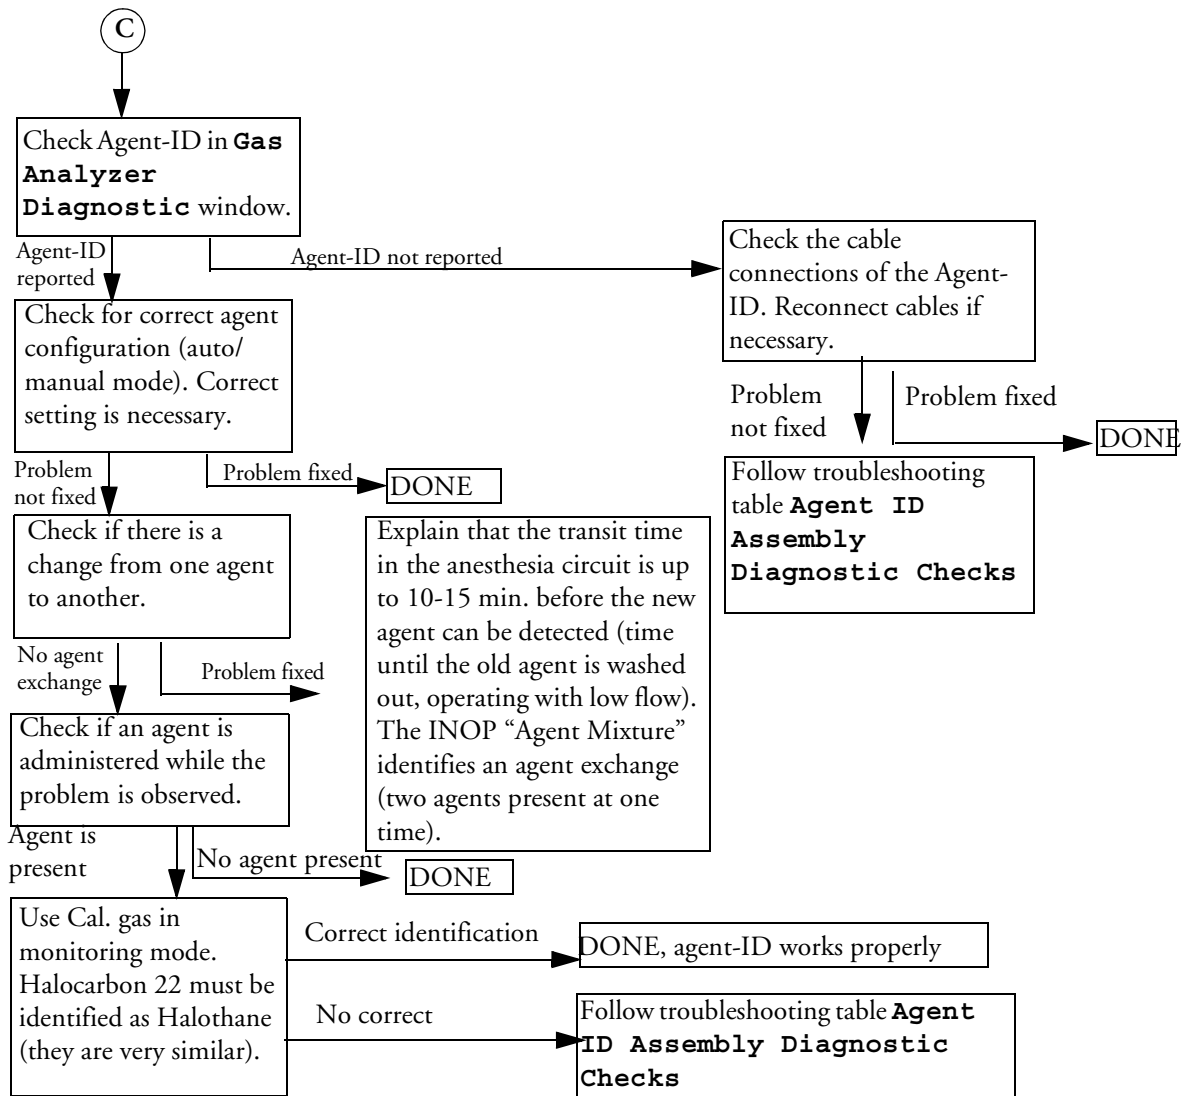 C
Check Agent-ID in Gas
Analyzer
Diagnostic window.
Agent-ID
reported
Agent-ID not reported
Check the cable
connections of the Agent-
ID. Reconnect cables if
necessary.
Check for correct agent
configuration (auto/
manual mode). Correct
setting is necessary.
Problem
not fixed
Problem fixed
DONE
Problem
not fixed
Problem fixed
DONE
Follow troubleshooting
table Agent ID
Assembly
Diagnostic Checks
Check if there is a
change from one agent
to another.
Explain that the transit time
in the anesthesia circuit is up
to 10-15 min. before the new
agent can be detected (time
until the old agent is washed
out, operating with low flow).
The INOP “Agent Mixture”
identifies an agent exchange
(two agents present at one
time).
No agent
exchange
Problem fixed
Check if an agent is
administered while the
problem is observed.
Agent is
present
No agent present
DONE
Use Cal. gas in
monitoring mode.
Halocarbon 22 must be
identified as Halothane
(they are very similar).
Correct identification
DONE, agent-ID works properly
No correct
Follow troubleshooting table Agent
ID Assembly Diagnostic
Checks